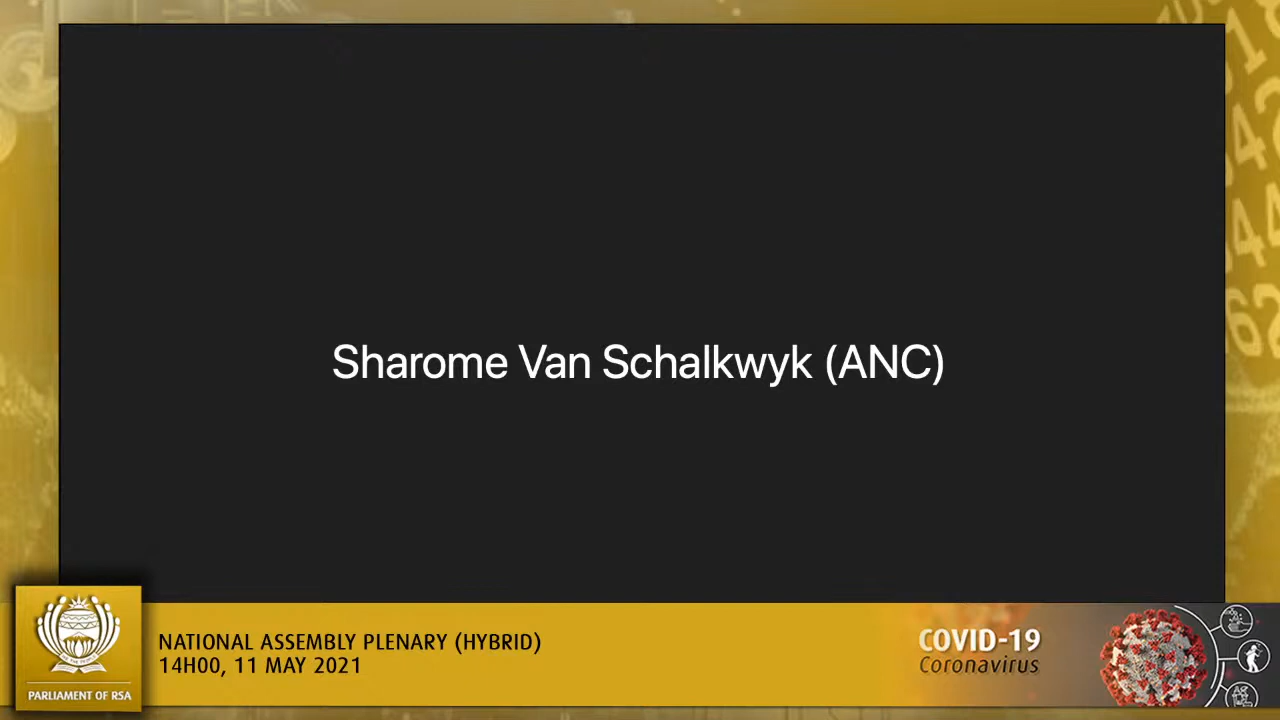 Sharome Van Schalkwyk (ANC)
NATIONAL ASSEMBLY PLENARY (HYBRID)
14H00, 11 MAY 2021
PARLIAMENT OF RSA
COVID-19
Coronavirus